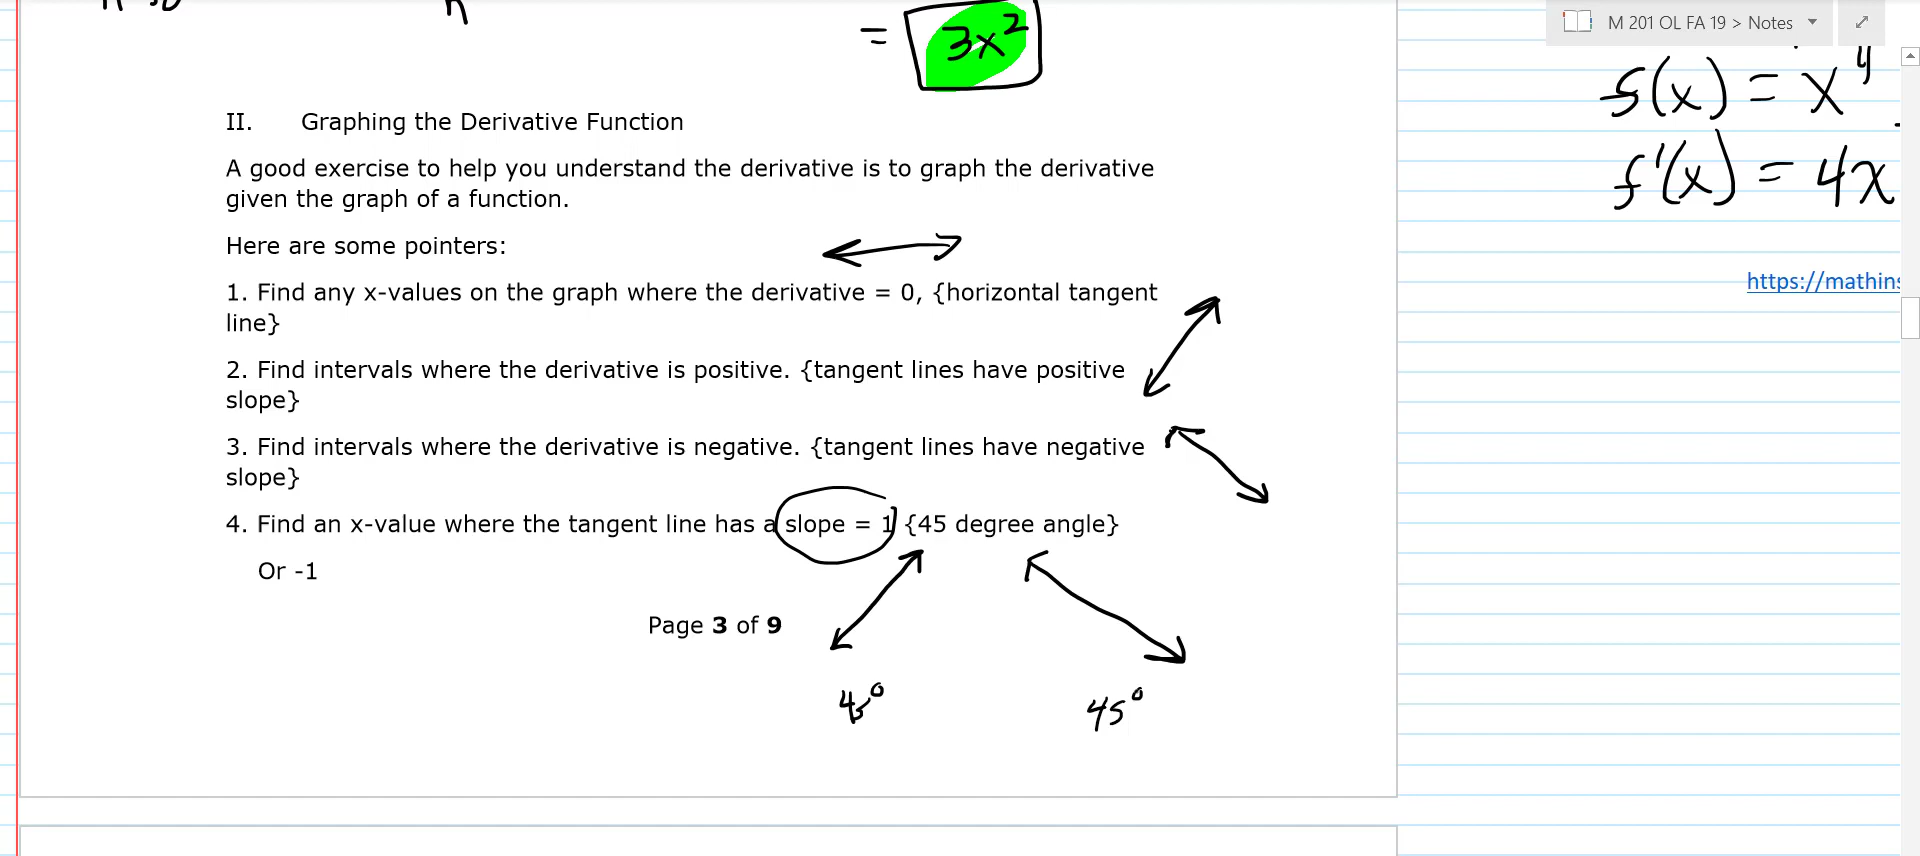 M 201 OL FA 19 > Notes
= 3x²
II. Graphing the Derivative Function
A good exercise to help you understand the derivative is to graph the derivative
given the graph of a function.
Here are some pointers:
1. Find any x-values on the graph where the derivative = 0, {horizontal tangent
line}
2. Find intervals where the derivative is positive. {tangent lines have positive
slope}
3. Find intervals where the derivative is negative. {tangent lines have negative
slope}
4. Find an x-value where the tangent line has a slope = 1 {45 degree angle}
Or -1
Page 3 of 9
45°
45°
f(x) = x⁴
f'(x) = 4x
https://mathins